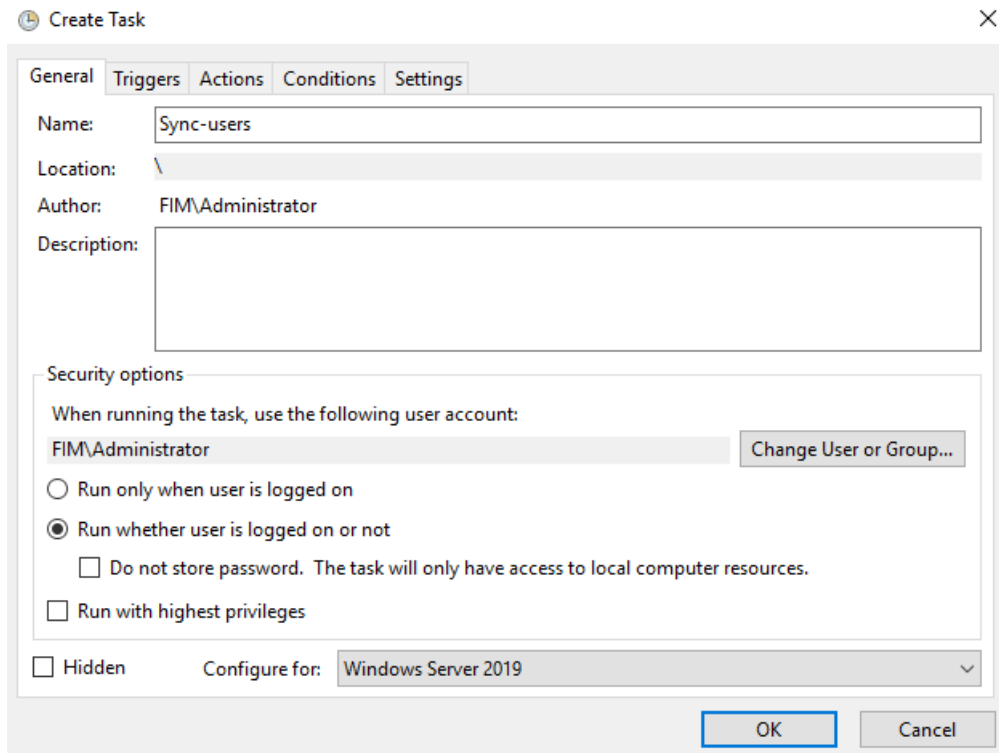 Create Task
General Triggers Actions Conditions Settings
Name: Sync-users
Location: \
Author: FIM\Administrator
Description:
Security options
When running the task, use the following user account:
FIM\Administrator Change User or Group...
Run only when user is logged on
Run whether user is logged on or not
Do not store password. The task will only have access to local computer resources.
Run with highest privileges
Hidden Configure for: Windows Server 2019
OK Cancel